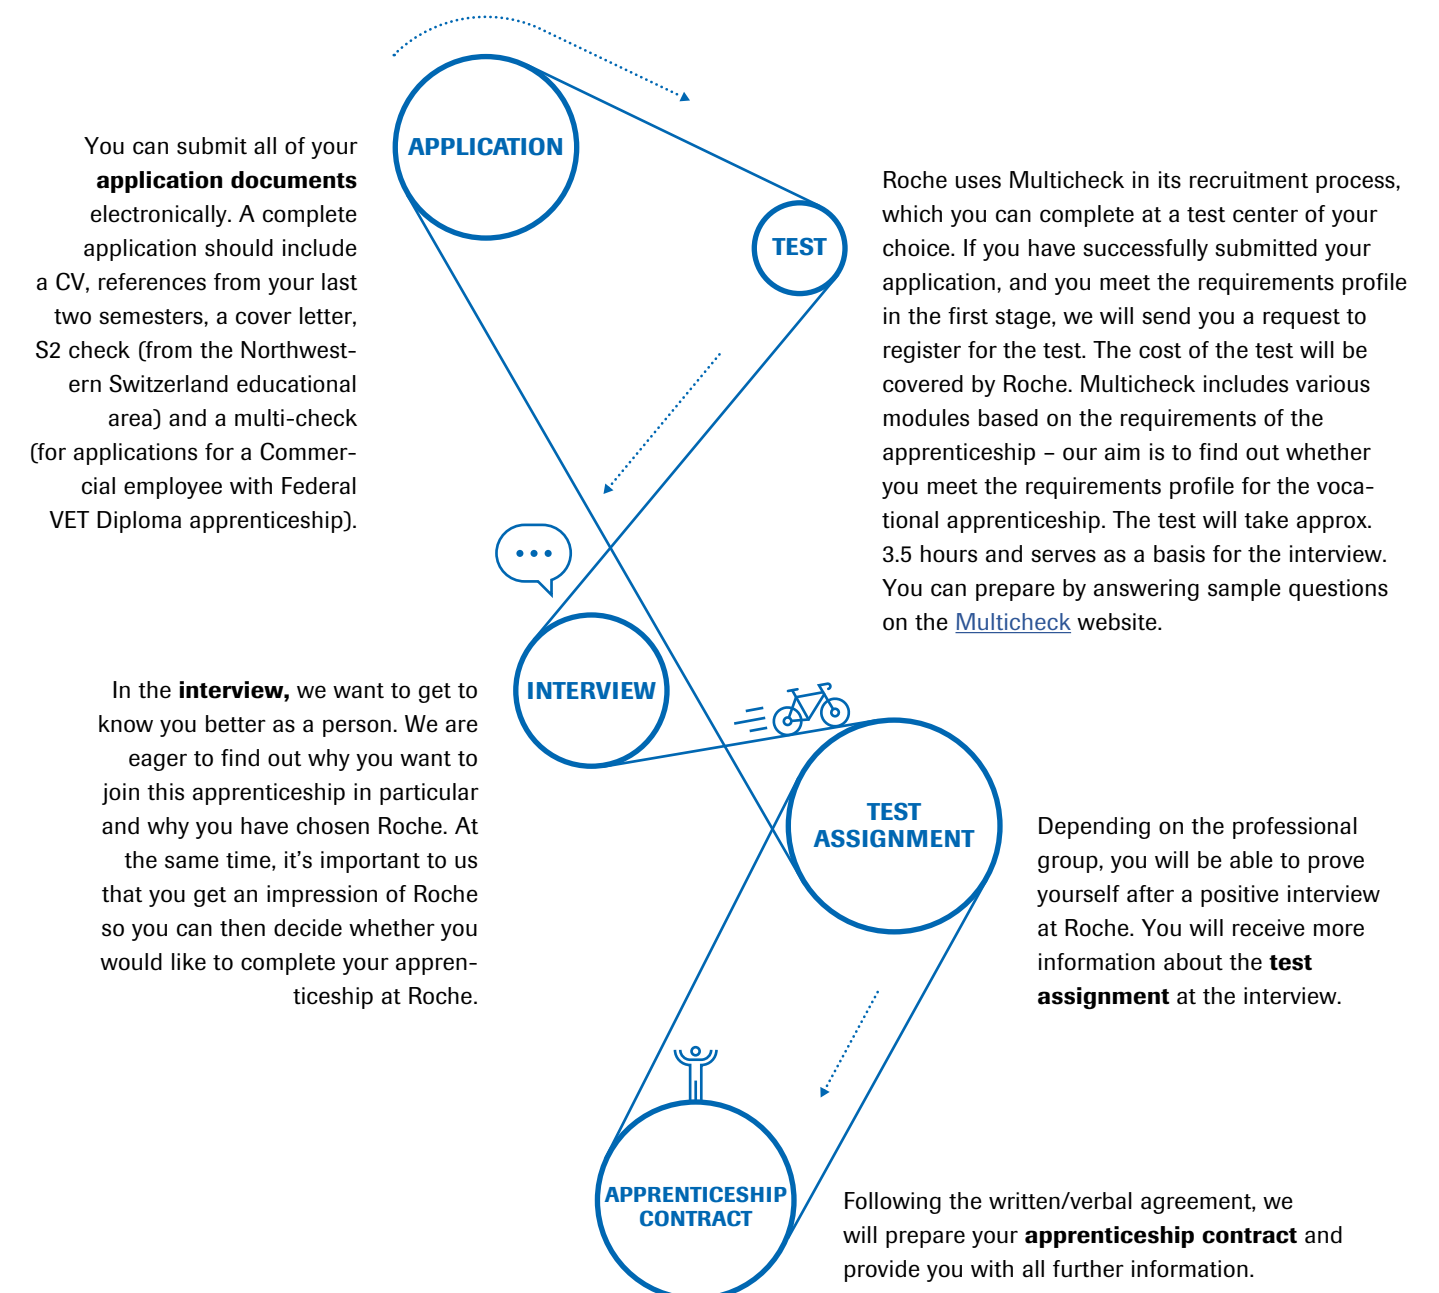 APPLICATION
You can submit all of your
application documents
electronically. A complete
application should include
a CV, references from your last
two semesters, a cover letter,
S2 check (from the Northwest-
ern Switzerland educational
area) and a multi-check
(for applications for a Commer-
cial employee with Federal
VET Diploma apprenticeship).
TEST
Roche uses Multicheck in its recruitment process,
which you can complete at a test center of your
choice. If you have successfully submitted your
application, and you meet the requirements profile
in the first stage, we will send you a request to
register for the test. The cost of the test will be
covered by Roche. Multicheck includes various
modules based on the requirements of the
apprenticeship – our aim is to find out whether
you meet the requirements profile for the voca-
tional apprenticeship. The test will take approx.
3.5 hours and serves as a basis for the interview.
You can prepare by answering sample questions
on the Multicheck website.
INTERVIEW
In the interview, we want to get to
know you better as a person. We are
eager to find out why you want to
join this apprenticeship in particular
and why you have chosen Roche. At
the same time, it's important to us
that you get an impression of Roche
so you can then decide whether you
would like to complete your appren-
ticeship at Roche.
TEST
ASSIGNMENT
Depending on the professional
group, you will be able to prove
yourself after a positive interview
at Roche. You will receive more
information about the test
assignment at the interview.
APPRENTICESHIP
CONTRACT
Following the written/verbal agreement, we
will prepare your apprenticeship contract and
provide you with all further information.